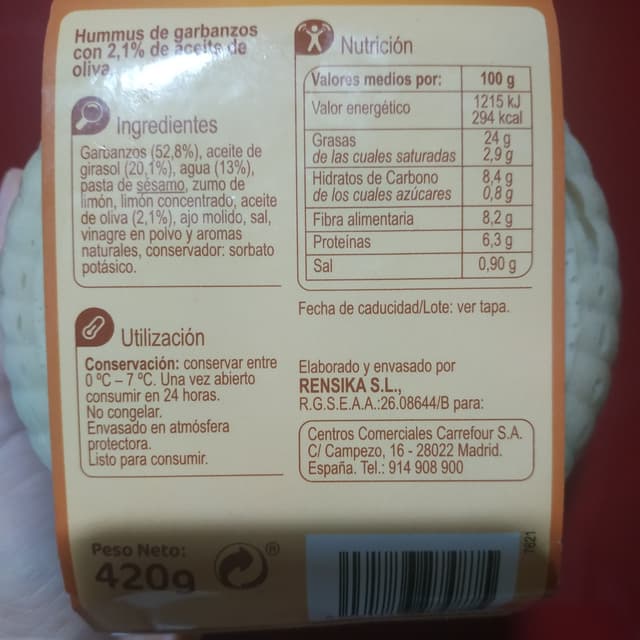 Hummus de garbanzos
con 2,1% de aceite de
oliva
Ingredientes
Garbanzos (52,8%), aceite de
girasol (20,1%), agua (13%),
pasta de sésamo, zumo de
limón, limón concentrado, aceite
de oliva (2,1%), ajo molido, sal,
vinagre en polvo y aromas
naturales, conservador: sorbato
potásico.
Utilización
Conservación: conservar entre
0 ºC – 7 ºC. Una vez abierto
consumir en 24 horas.
No congelar.
Envasado en atmósfera
protectora.
Listo para consumir.
Peso Neto:
420g
®
Nutrición
Valores medios por: 100 g
Valor energético 1215 kJ
294 kcal
Grasas 24 g
de las cuales saturadas 2,9 g
Hidratos de Carbono 8,4 g
de los cuales azúcares 0,8 g
Fibra alimentaria 8,2 g
Proteínas 6,3 g
Sal 0,90 g
Fecha de caducidad/Lote: ver tapa.
Elaborado y envasado por
RENSIKA S.L.,
R.G.S.E.A.A.:26.08644/B para:
Centros Comerciales Carrefour S.A.
C/ Campezo, 16 - 28022 Madrid.
España. Tel.: 914 908 900